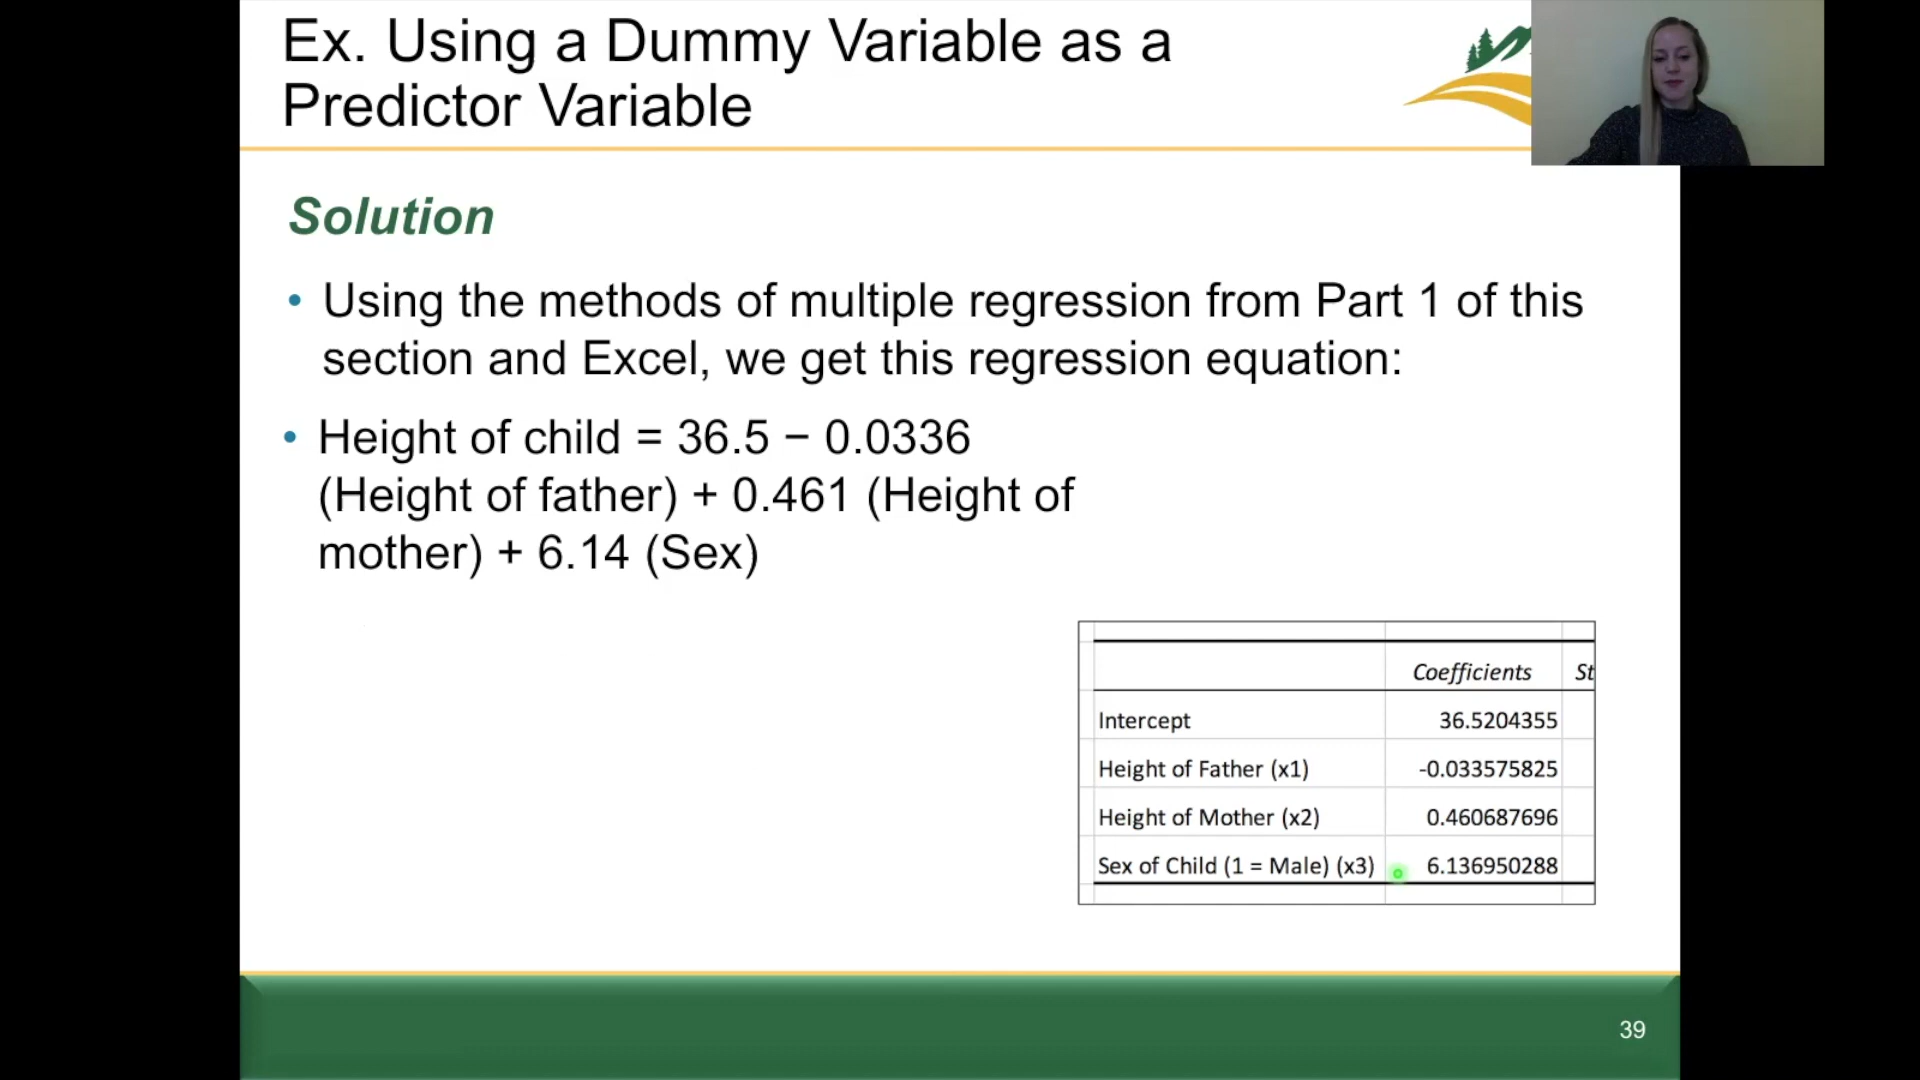 Ex. Using a Dummy Variable as a
Predictor Variable
Solution
• Using the methods of multiple regression from Part 1 of this
section and Excel, we get this regression equation:
• Height of child = 36.5 − 0.0336
(Height of father) + 0.461 (Height of
mother) + 6.14 (Sex)
Coefficients St
Intercept 36.5204355
Height of Father (x1) -0.033575825
Height of Mother (x2) 0.460687696
Sex of Child (1 = Male) (x3) 6.136950288
39